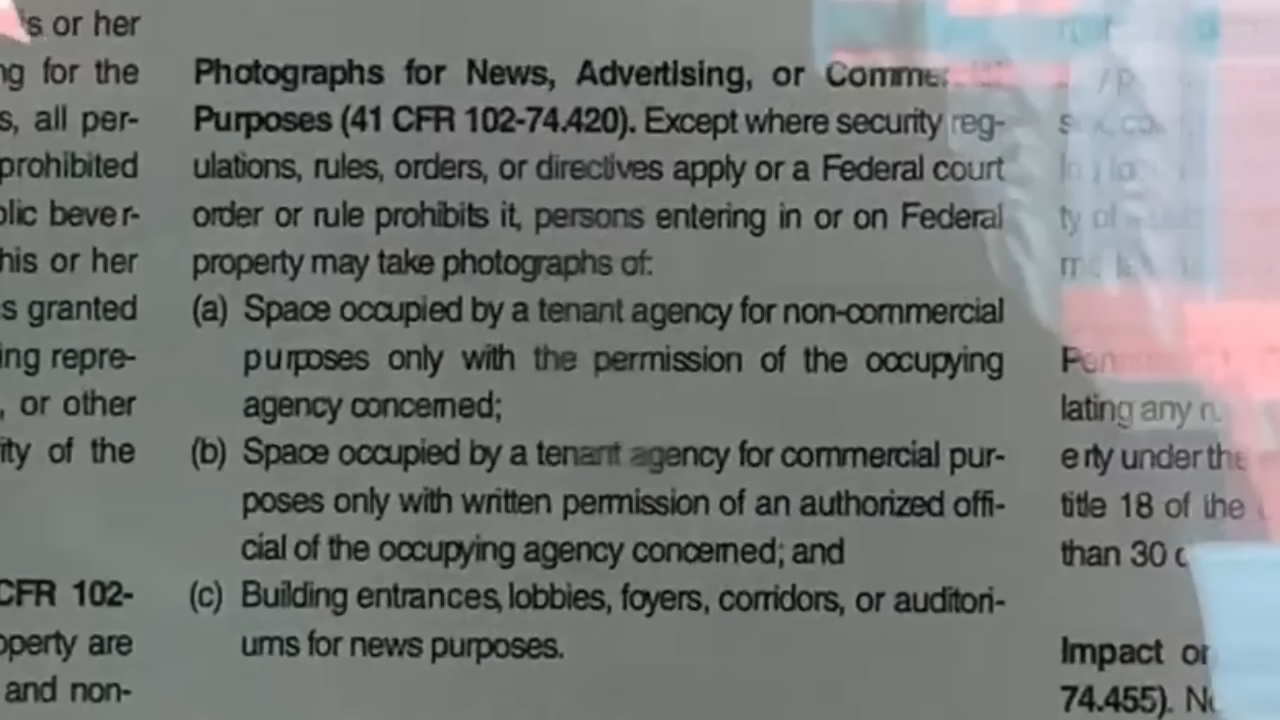 s or her
ng for the
s, all per-
prohibited
olic bever-
his or her
s granted
ing repre-
, or other
ity of the
CFR 102-
operty are
and non-
Photographs for News, Advertising, or
Purposes (41 CFR 102-74.420). Except where security reg-
ulations, rules, orders, or directives apply or a Federal court
order or rule prohibits it, persons entering in or on Federal
property may take photographs of:
(a) Space occupied by a tenant agency for non-commercial
purposes only with the permission of the occupying
agency concerned;
(b) Space occupied by a tenant agency for commercial pur-
poses only with written permission of an authorized offi-
cial of the occupying agency concerned; and
(c) Building entrances, lobbies, foyers, corridors, or auditori-
ums for news purposes.
ty of
lating any
erty under the
title 18 of the
than 30
Impact on
74.455).